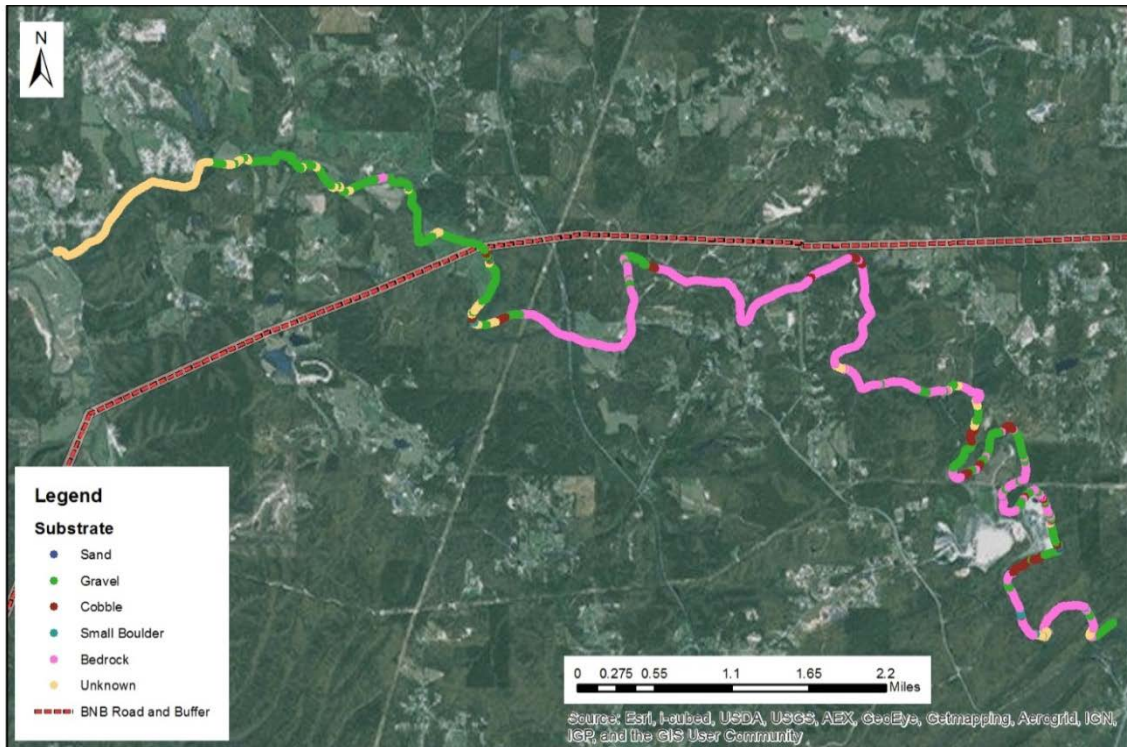 N
Legend
Substrate
Sand
Gravel
Cobble
Small Boulder
Bedrock
Unknown
BNB Road and Buffer
0 0.275 0.55 1.1 1.65 2.2
Miles
Source: Esri, i-cubed, USDA, USGS, AEX, GeoEye, Getmapping, Aerogrid, IGN,
IGP, and the GIS User Community